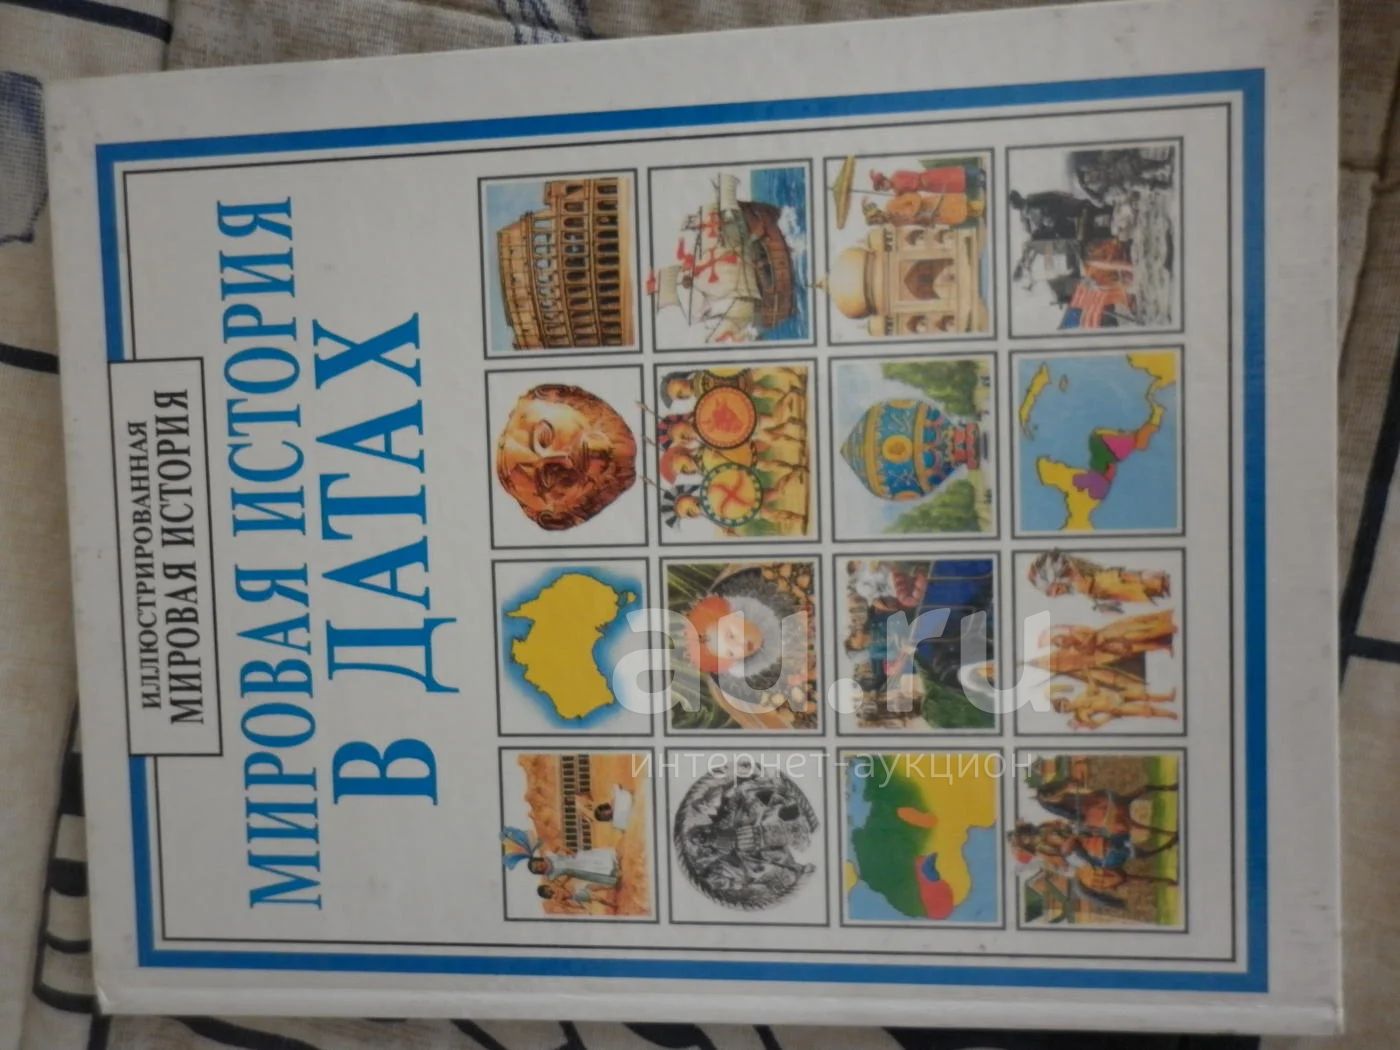 ИЛЛЮСТРИРОВАННАЯ
МИРОВАЯ ИСТОРИЯ
МИРОВАЯ ИСТОРИЯ
В ДАТАХ
au.ru
интернет-аукцион